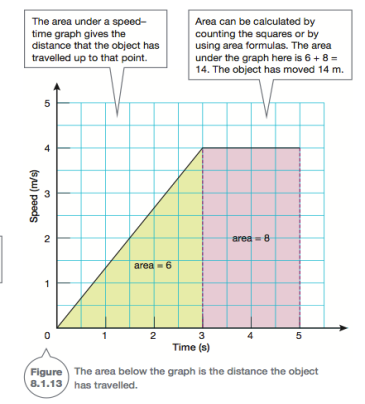 The area under a speed–
time graph gives the
distance that the object has
travelled up to that point.
Area can be calculated by
counting the squares or by
using area formulas. The area
under the graph here is 6 + 8 =
14. The object has moved 14 m.
5
4
3
2
1
0
Speed (m/s)
area = 6
area = 8
1 2 3 4 5
Time (s)
Figure
8.1.13
The area below the graph is the distance the object
has travelled.